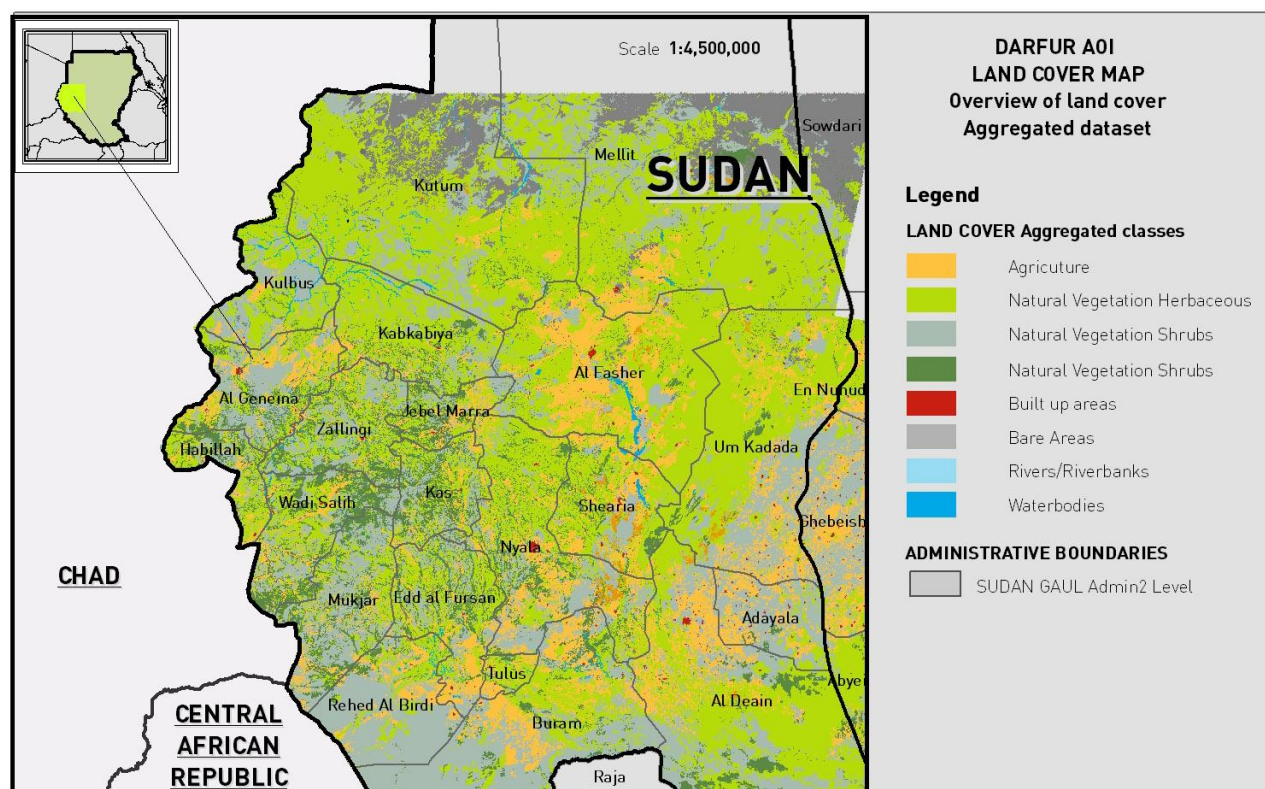 Scale 1:4,500,000
Sowdari
Mellit
SUDAN
Kutum
Kulbus
Kabkabiya
Al Fasher
En Nuhud
Al Geneina
Jebel Marra
Zallingi
Habillah
Um Kadada
Wadi Salih
Kas
Shearia
Ghebeish
Nyala
CHAD
Mukjar
Edd al Fursan
Adayala
Tulus
Abyei
Rehed Al Birdi
Al Deain
Buram
CENTRAL
AFRICAN
REPUBLIC
Raja
DARFUR AOI
LAND COVER MAP
Overview of land cover
Aggregated dataset
Legend
LAND COVER Aggregated classes
Agricuture
Natural Vegetation Herbaceous
Natural Vegetation Shrubs
Natural Vegetation Shrubs
Built up areas
Bare Areas
Rivers/Riverbanks
Waterbodies
ADMINISTRATIVE BOUNDARIES
SUDAN GAUL Admin2 Level